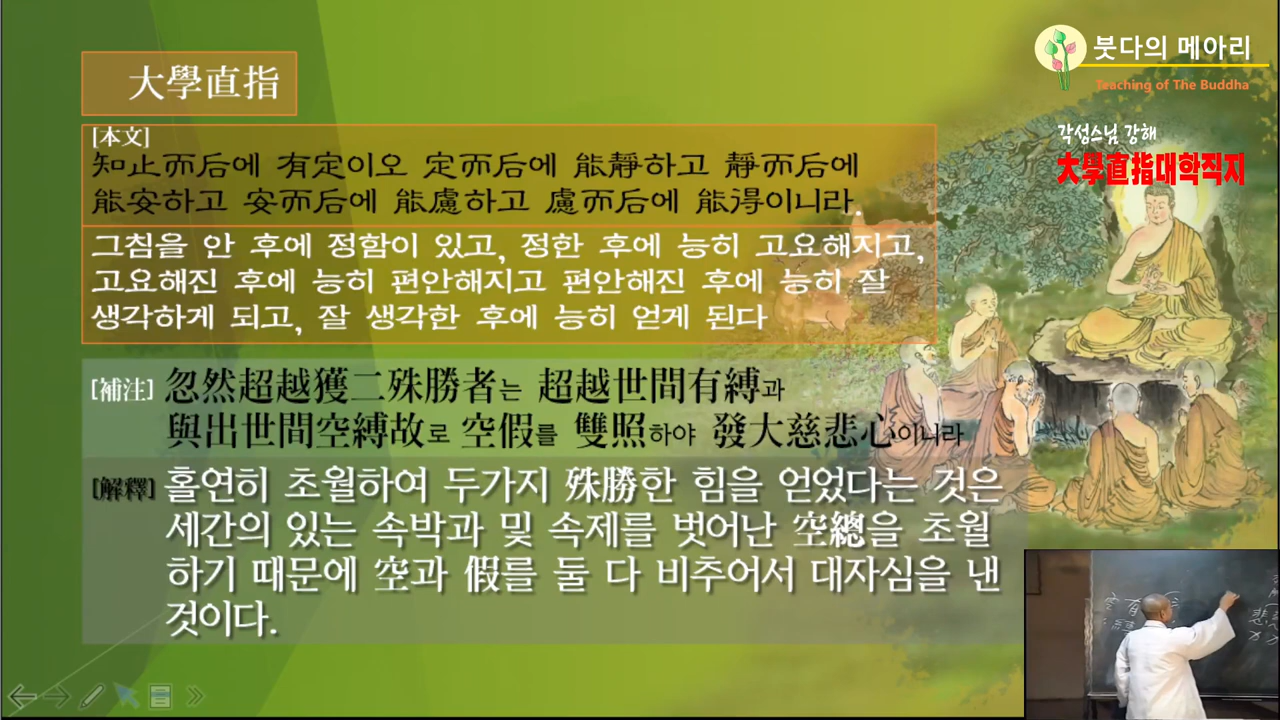 붓다의 메아리
Teaching of The Buddha
각성스님 강해
大學直指대학직지
大學直指
[本文]
知止而后에 有定이오 定而后에 能靜하고 靜而后에
能安하고 安而后에 能慮하고 慮而后에 能得이니라.
그침을 안 후에 정함이 있고, 정한 후에 능히 고요해지고,
고요해진 후에 능히 편안해지고 편안해진 후에 능히 잘
생각하게 되고, 잘 생각한 후에 능히 얻게 된다
[補注] 忽然超越獲二殊勝者는 超越世間有縛과
與出世間空縛故로 空假를 雙照하야 發大慈悲心이니라
[解釋] 홀연히 초월하여 두가지 殊勝한 힘을 얻었다는 것은
세간의 있는 속박과 및 속제를 벗어난 空總을 초월
하기 때문에 空과 假를 둘 다 비추어서 대자심을 낸
것이다.